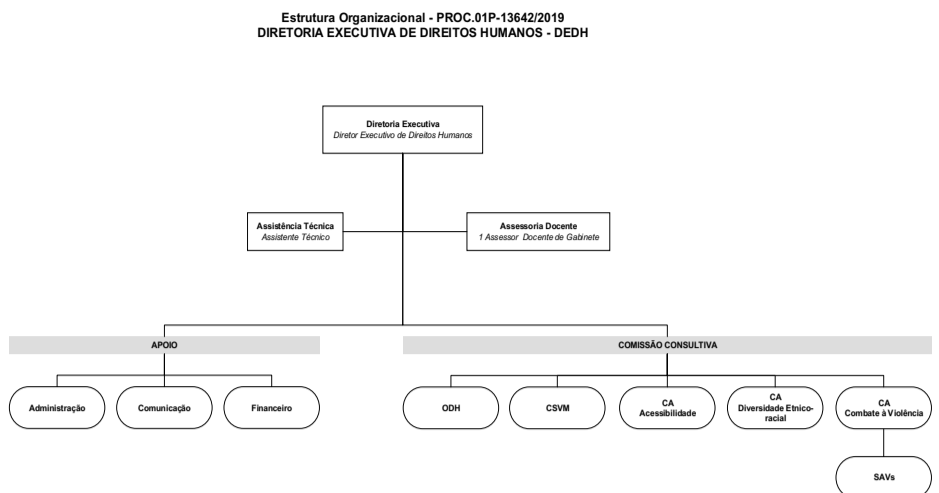 Estrutura Organizacional - PROC.01P-13642/2019
DIRETORIA EXECUTIVA DE DIREITOS HUMANOS - DEDH
Diretoria Executiva
Diretor Executivo de Direitos Humanos
Assistência Técnica
Assistente Técnico
Assessoria Docente
1 Assessor Docente de Gabinete
APOIO
COMISSÃO CONSULTIVA
Administração
Comunicação
Financeiro
ODH
CSVM
CA
Acessibilidade
CA
Diversidade Etnico-
racial
CA
Combate à Violência
SAVs